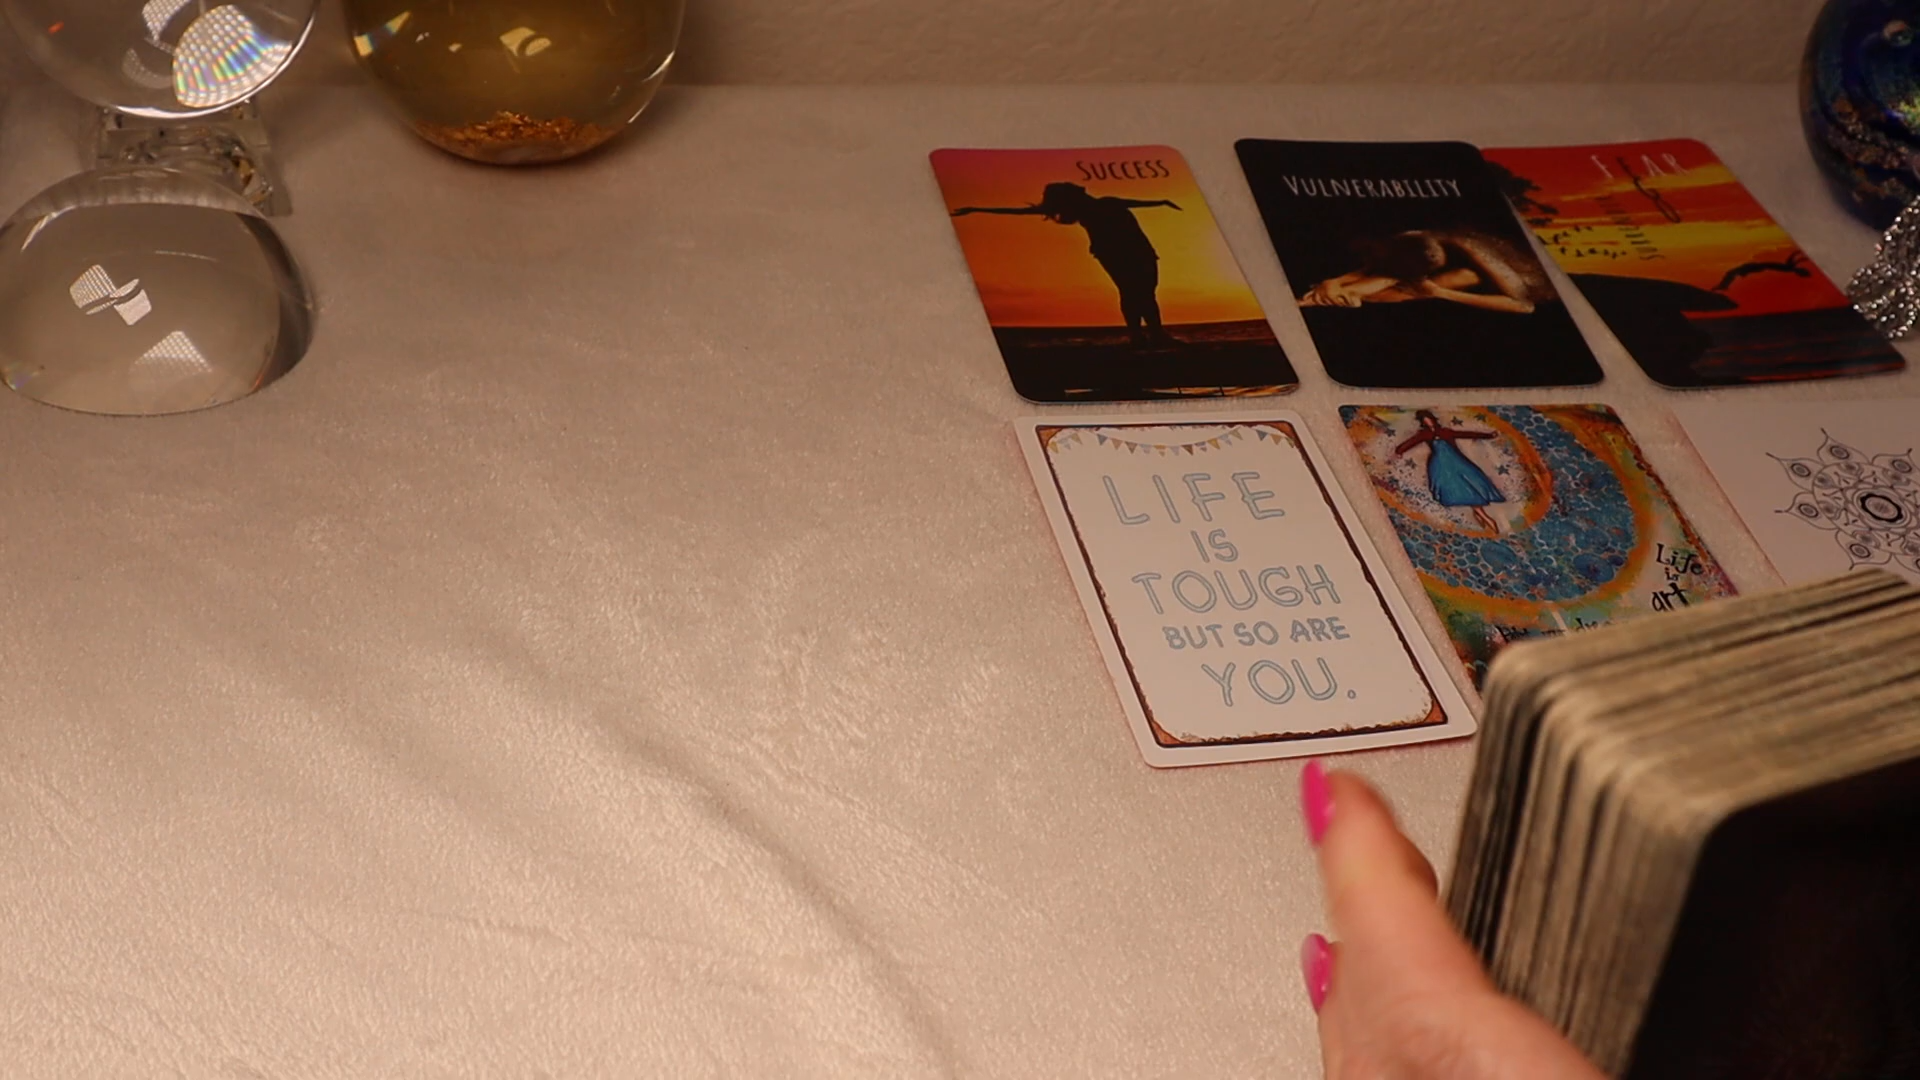 SUCCESS
VULNERABILITY
FEAR
LIFE
IS
TOUGH
BUT SO ARE
YOU.
Life
is
art